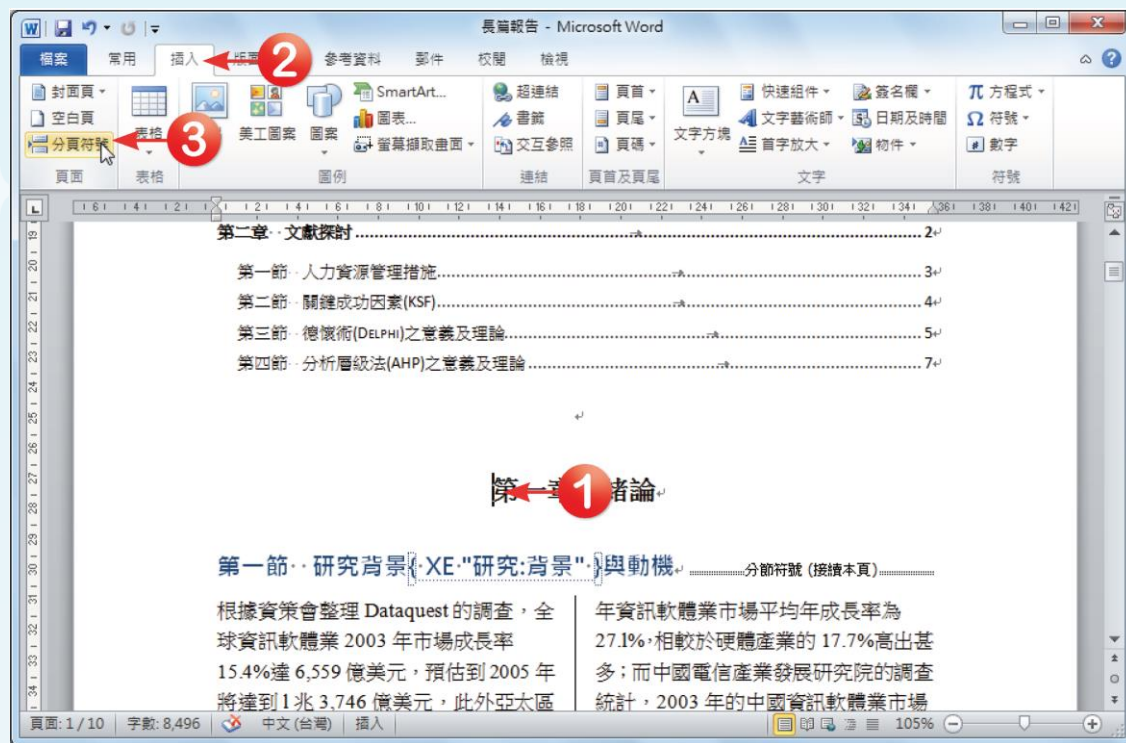 長篇報告 - Microsoft Word
檔案 常用 插入 版面 2 參考資料 郵件 校閱 檢視
封面頁 SmartArt... 超連結 頁首 快速組件 簽名欄 方程式
空白頁 圖表... 書籤 頁尾 文字藝術師 日期及時間 符號
分頁符號 3 螢幕擷取畫面 交互參照 頁碼 首字放大 物件 數字
表格 美工圖案 圖案 文字方塊
頁面 表格 圖例 連結 頁首及頁尾 文字 符號
第二章 文獻探討 2
第一節 人力資源管理措施 3
第二節 關鍵成功因素(KSF) 4
第三節 德懷術(DELPHI)之意義及理論 5
第四節 分析層級法(AHP)之意義及理論 7
第一章 1 緒論
第一節 研究背景{ XE "研究:背景" }與動機 分節符號 (接續本頁)
根據資策會整理 Dataquest 的調查，全
球資訊軟體業 2003 年市場成長率
15.4%達 6,559 億美元，預估到 2005 年
將達到 1 兆 3,746 億美元，此外亞太區
年資訊軟體業市場平均年成長率為
27.1%，相較於硬體產業的 17.7%高出甚
多；而中國電信產業發展研究院的調查
統計，2003 年的中國資訊軟體業市場
頁面: 1 / 10 字數: 8,496 中文 (台灣) 插入 105%